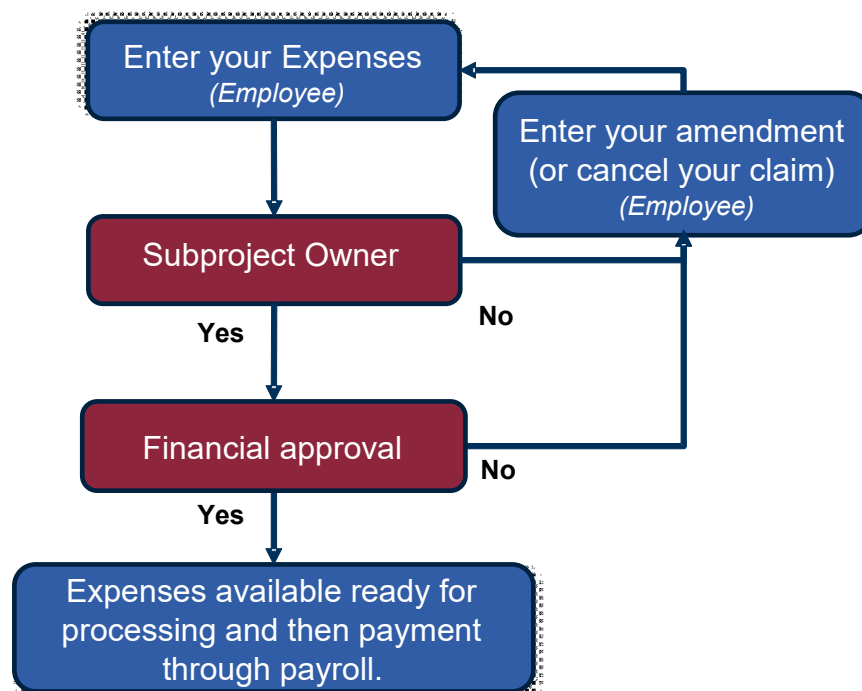 Enter your Expenses
(Employee)
Enter your amendment
(or cancel your claim)
(Employee)
Subproject Owner
Yes
No
Financial approval
No
Yes
Expenses available ready for
processing and then payment
through payroll.